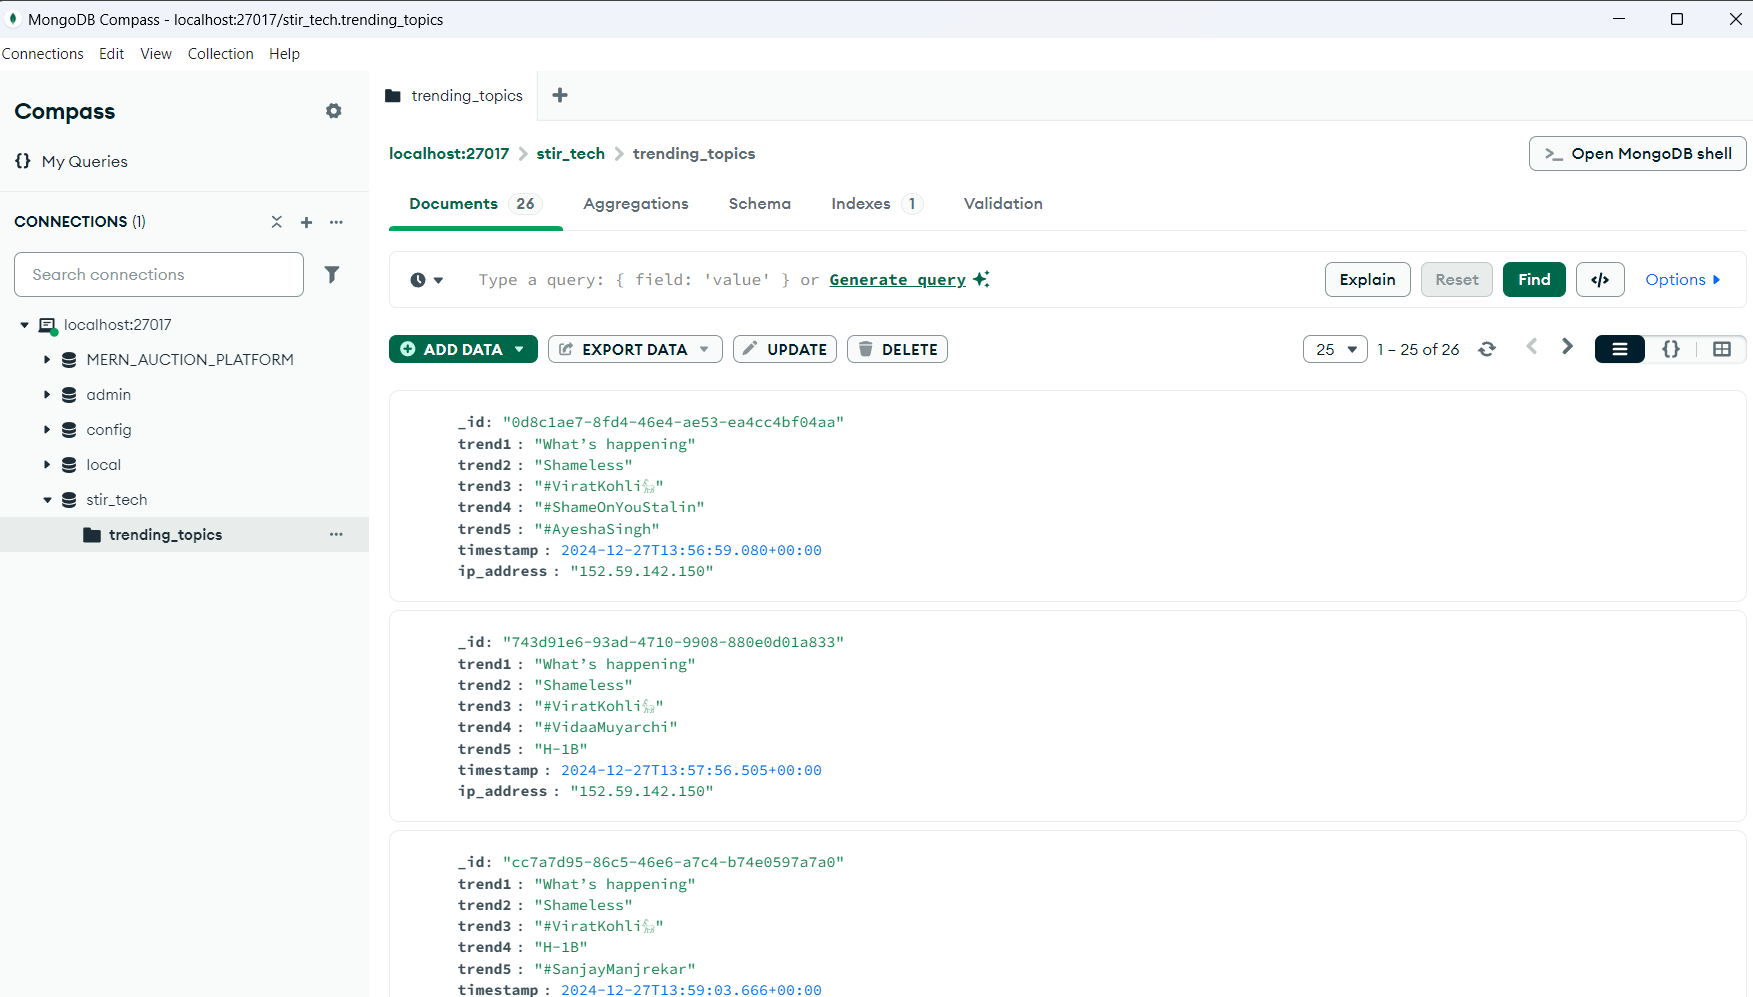 MongoDB Compass - localhost:27017/stir_tech.trending_topics
Connections Edit View Collection Help
Compass
My Queries
CONNECTIONS (1)
Search connections
localhost:27017
MERN_AUCTION_PLATFORM
admin
config
local
stir_tech
trending_topics
trending_topics
localhost:27017 > stir_tech > trending_topics
>_ Open MongoDB shell
Documents 26 Aggregations Schema Indexes 1 Validation
Type a query: { field: 'value' } or Generate query
Explain Reset Find </> Options
ADD DATA EXPORT DATA UPDATE DELETE
25 1 – 25 of 26 {}
_id: "0d8c1ae7-8fd4-46e4-ae53-ea4cc4bf04aa"
trend1 : "What’s happening"
trend2 : "Shameless"
trend3 : "#ViratKohli🐐"
trend4 : "#ShameOnYouStalin"
trend5 : "#AyeshaSingh"
timestamp : 2024-12-27T13:56:59.080+00:00
ip_address : "152.59.142.150"
_id: "743d91e6-93ad-4710-9908-880e0d01a833"
trend1 : "What’s happening"
trend2 : "Shameless"
trend3 : "#ViratKohli🐐"
trend4 : "#VidaaMuyarchi"
trend5 : "H-1B"
timestamp : 2024-12-27T13:57:56.505+00:00
ip_address : "152.59.142.150"
_id: "cc7a7d95-86c5-46e6-a7c4-b74e0597a7a0"
trend1 : "What’s happening"
trend2 : "Shameless"
trend3 : "#ViratKohli🐐"
trend4 : "H-1B"
trend5 : "#SanjayManjrekar"
timestamp : 2024-12-27T13:59:03.666+00:00